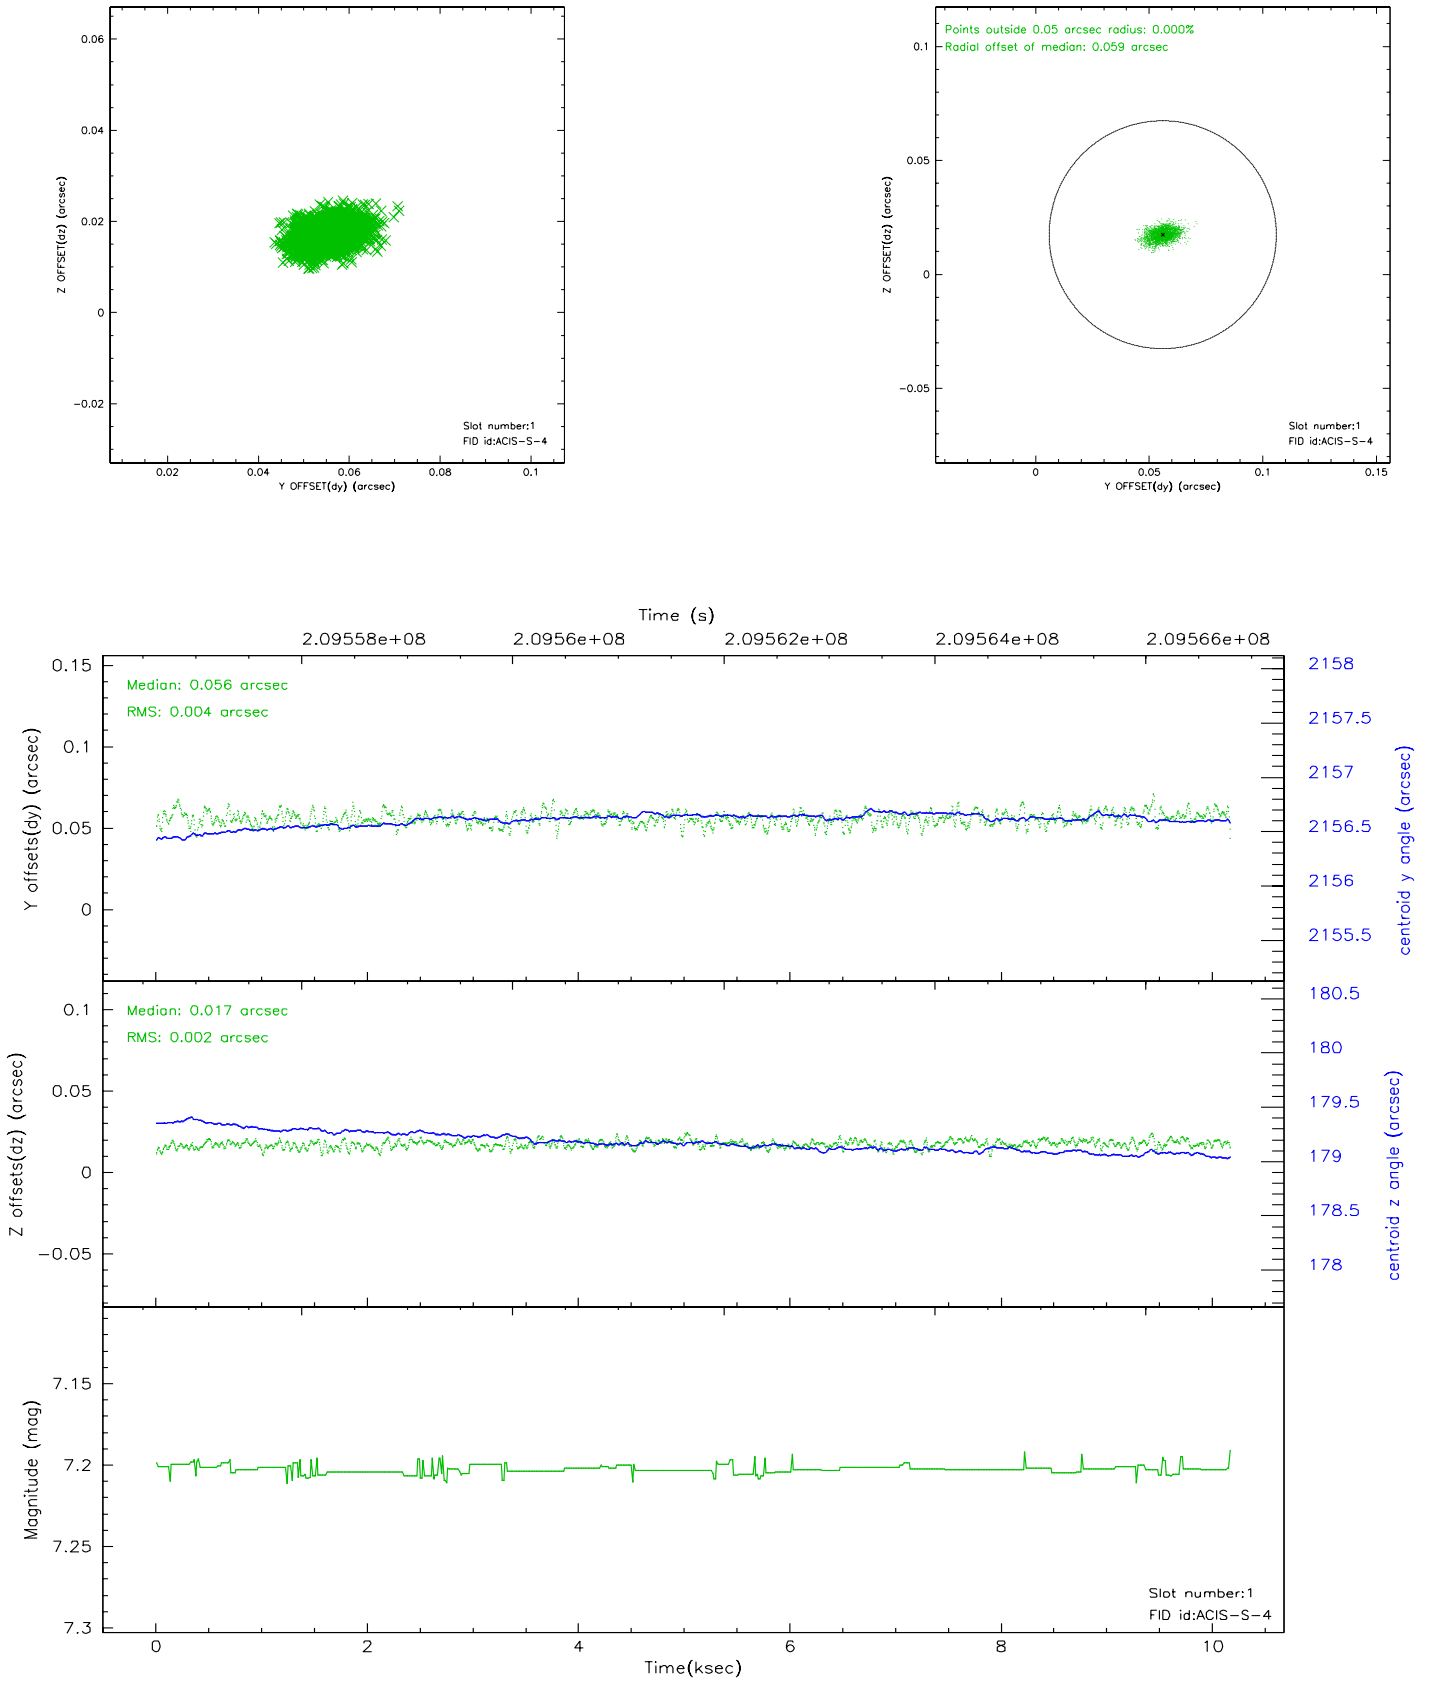 0.06
0.04
0.02
0
-0.02
Z OFFSET(dz) (arcsec)
Slot number:1
FID id:ACIS-S-4
0.02 0.04 0.06 0.08 0.1
Y OFFSET(dy) (arcsec)
Points outside 0.05 arcsec radius: 0.000%
Radial offset of median: 0.059 arcsec
0.1
0.05
0
-0.05
Z OFFSET(dz) (arcsec)
Slot number:1
FID id:ACIS-S-4
0 0.05 0.1 0.15
Y OFFSET(dy) (arcsec)
Time (s)
2.09558e+08 2.0956e+08 2.09562e+08 2.09564e+08 2.09566e+08
Median: 0.056 arcsec
RMS: 0.004 arcsec
0.15
0.1
0.05
0
Y offsets(dy) (arcsec)
2158
2157.5
2157
2156.5
2156
2155.5
centroid y angle (arcsec)
Median: 0.017 arcsec
RMS: 0.002 arcsec
0.1
0.05
0
-0.05
Z offsets(dz) (arcsec)
180.5
180
179.5
179
178.5
178
centroid z angle (arcsec)
7.15
7.2
7.25
7.3
Magnitude (mag)
Slot number:1
FID id:ACIS-S-4
0 2 4 6 8 10
Time(ksec)